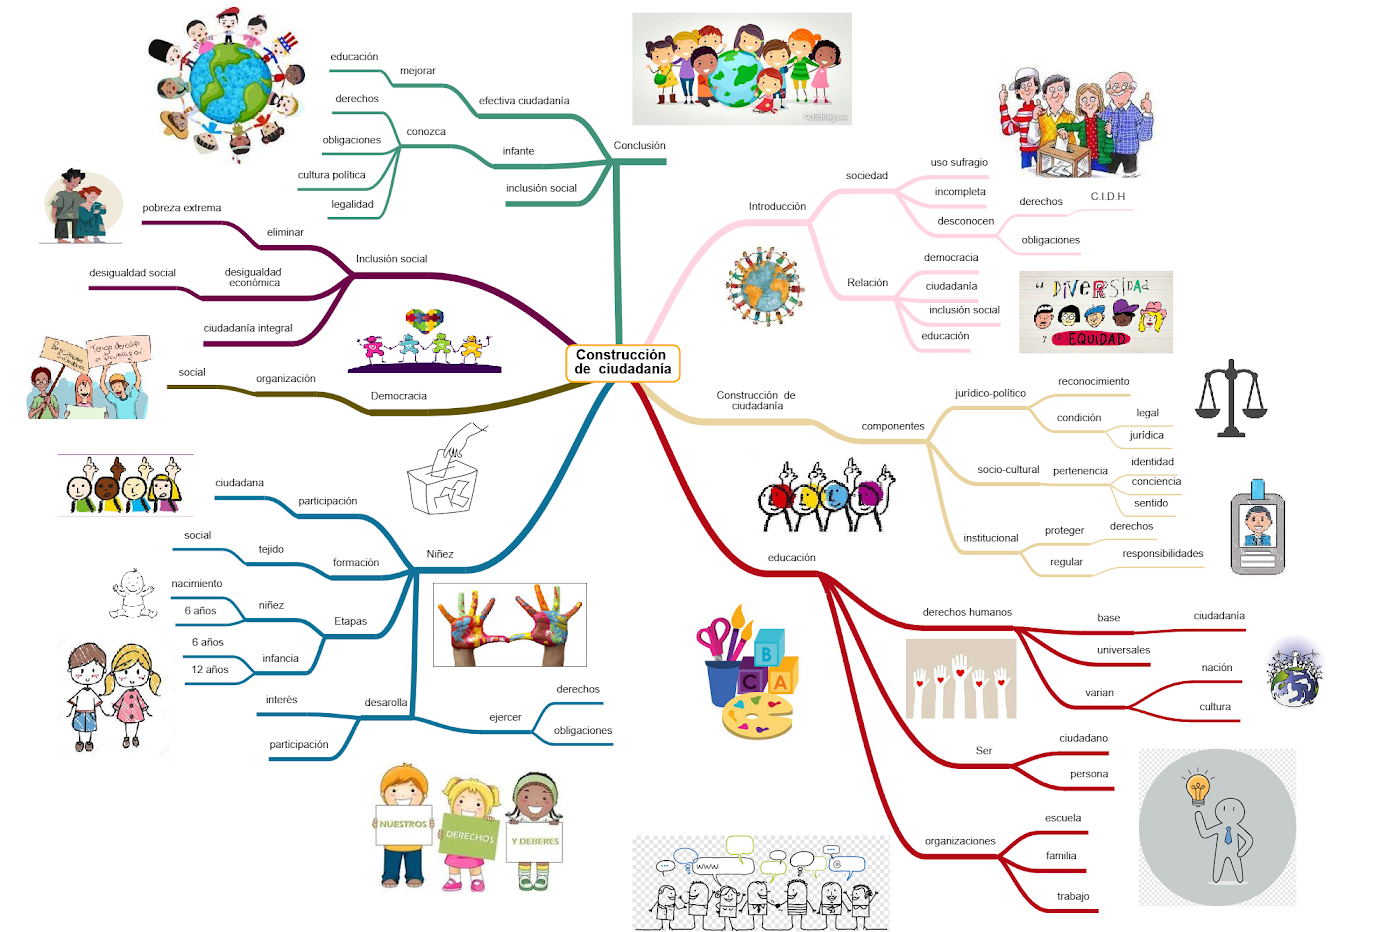 Construcción
de ciudadanía
Introducción
sociedad
uso sufragio
incompleta
desconocen
derechos
C.I.D.H
obligaciones
Relación
democracia
ciudadanía
inclusión social
educación
LA DIVERSIDAd
y
EQUIDAD
Construcción de
ciudadanía
componentes
jurídico-político
reconocimiento
condición
legal
jurídica
socio-cultural
pertenencia
identidad
conciencia
sentido
institucional
proteger
derechos
regular
responsibilidades
educación
derechos humanos
base
ciudadanía
universales
varian
nación
cultura
Ser
ciudadano
persona
organizaciones
escuela
familia
trabajo
B
C
A
www
@
Niñez
participación
ciudadana
formación
tejido
social
Etapas
niñez
nacimiento
6 años
infancia
6 años
12 años
desarolla
interés
participación
ejercer
derechos
obligaciones
NUESTROS
DERECHOS
Y DEBERES
Democracia
organización
social
Inclusión social
eliminar
pobreza extrema
desigualdad
económica
desigualdad social
ciudadanía integral
Conclusión
efectiva ciudadanía
mejorar
educación
infante
conozca
derechos
obligaciones
cultura política
legalidad
inclusión social